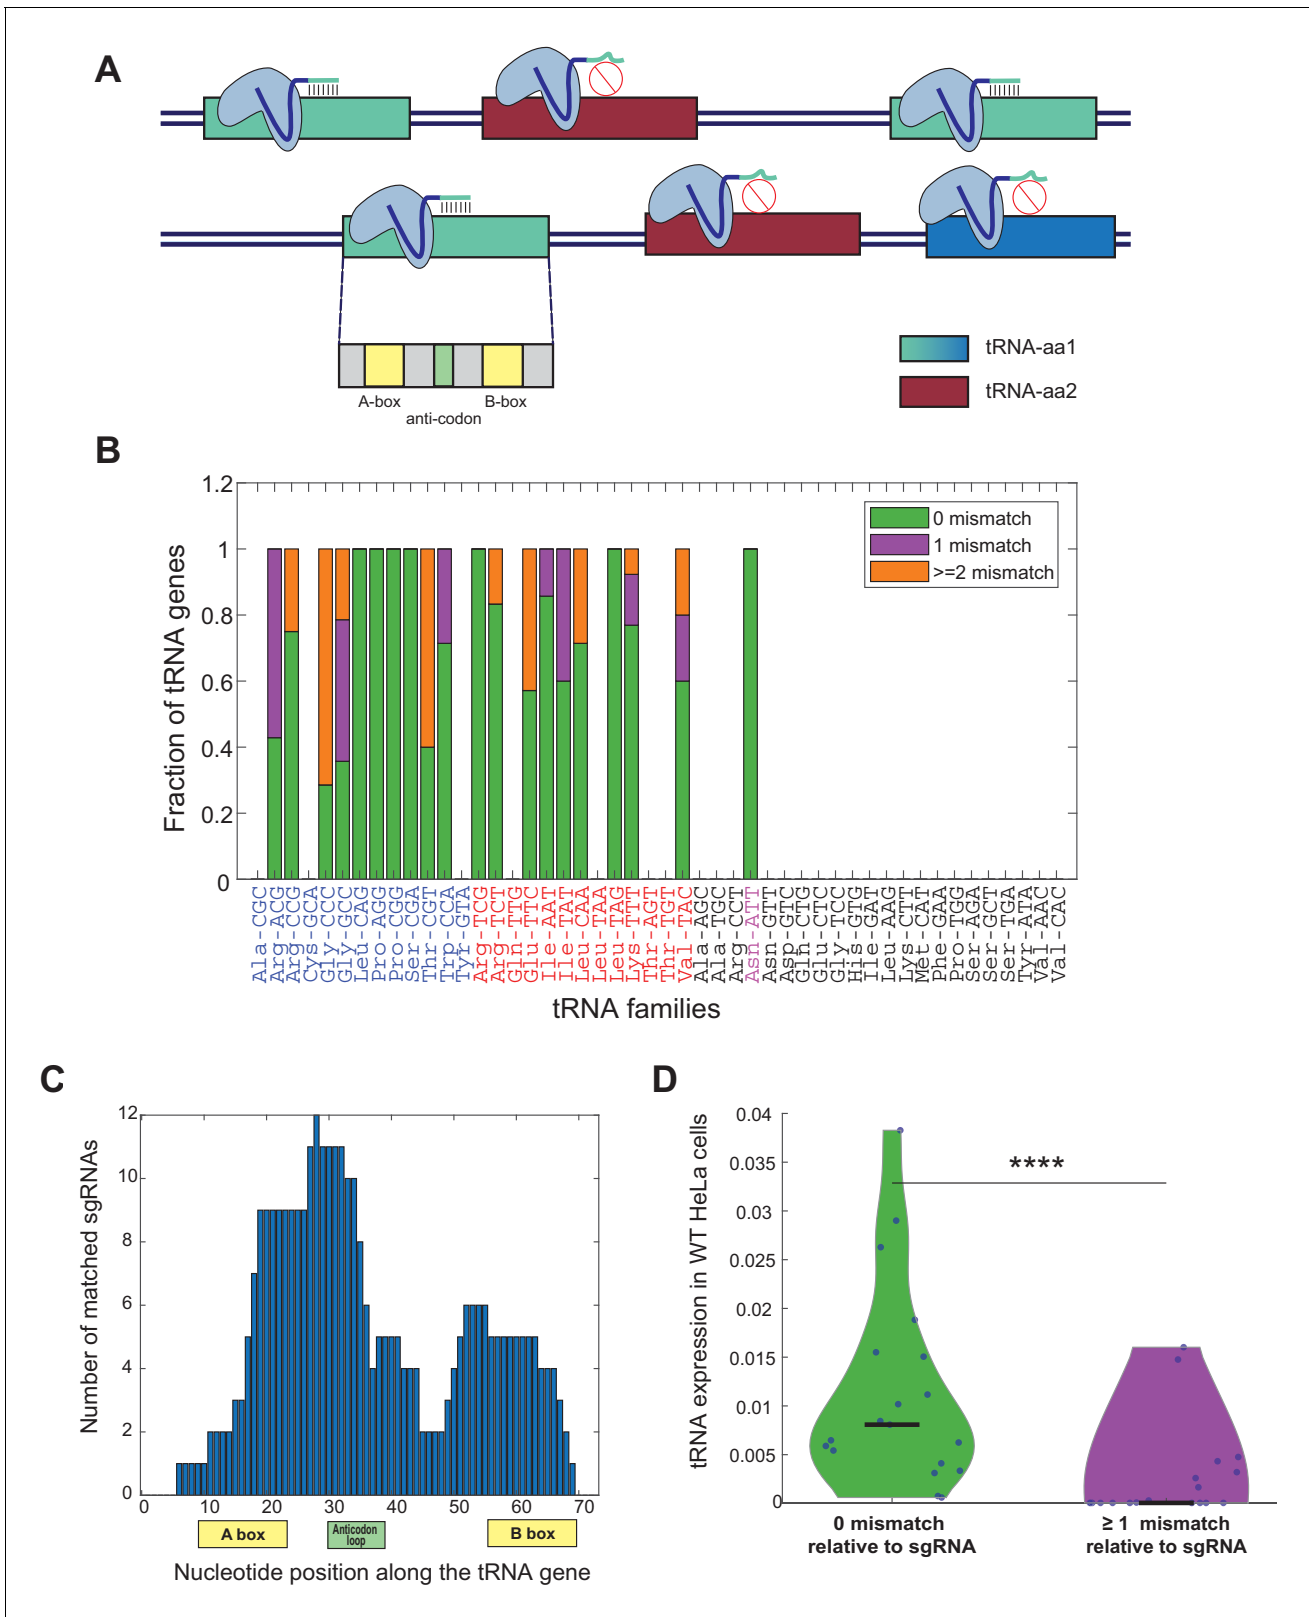 A
A-box
B-box
anti-codon
tRNA-aa1
tRNA-aa2
B
Fraction of tRNA genes
1.2
1
0.8
0.6
0.4
0.2
0
0 mismatch
1 mismatch
>=2 mismatch
Ala-CGC
Arg-ACG
Arg-CCG
Cys-GCA
Gly-CCC
Gly-GCC
Leu-CAG
Pro-AGG
Pro-CGG
Ser-CGA
Thr-CGT
Trp-CCA
Tyr-GTA
Arg-TCG
Arg-TCT
Gln-TTG
Glu-TTC
Ile-AAT
Ile-TAT
Leu-CAA
Leu-TAA
Leu-TAG
Lys-TTT
Thr-AGT
Thr-TGT
Val-TAC
Ala-AGC
Ala-TGC
Arg-CCT
Asn-ATT
Asn-GTT
Asp-GTC
Gln-CTG
Glu-CTC
Gly-TCC
His-GTG
Ile-GAT
Leu-AAG
Lys-CTT
Met-CAT
Phe-GAA
Pro-TGG
Ser-AGA
Ser-GCT
Ser-TGA
Tyr-ATA
Val-AAC
Val-CAC
tRNA families
C
Number of matched sgRNAs
12
10
8
6
4
2
0
0 10 20 30 40 50 60 70
A box
Anticodon
loop
B box
Nucleotide position along the tRNA gene
D
tRNA expression in WT HeLa cells
0.04
0.035
0.03
0.025
0.02
0.015
0.01
0.005
0
****
0 mismatch
relative to sgRNA
≥ 1 mismatch
relative to sgRNA